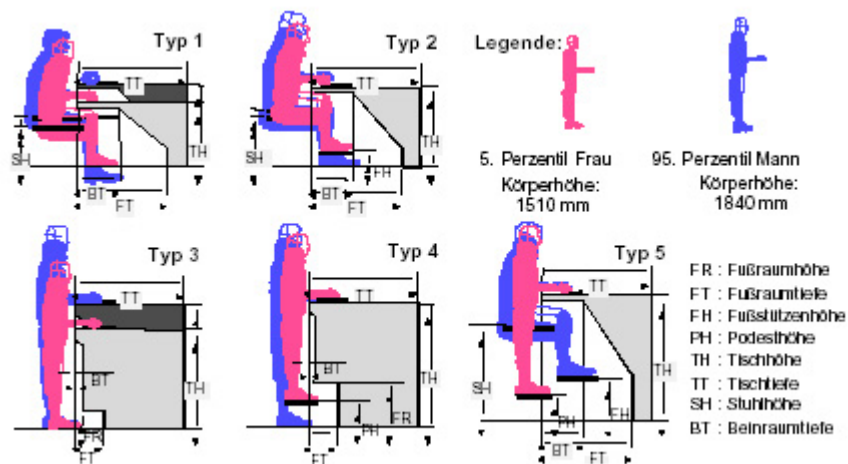 Typ 1
TT
SH
TH
BT
FT
Typ 2
TT
SH
TH
FH
BT
FT
Legende:
5. Perzentil Frau
Körperhöhe:
1510 mm
95. Perzentil Mann
Körperhöhe:
1840 mm
Typ 3
TT
BT
TH
FR
FT
Typ 4
TT
BT
TH
FR
PH
FT
Typ 5
TT
SH
TH
FH
PH
BT
FT
FR : Fußraumhöhe
FT : Fußraumtiefe
FH : Fußstützenhöhe
PH : Podesthöhe
TH : Tischhöhe
TT : Tischtiefe
SH : Stuhlhöhe
BT : Beinraumtiefe